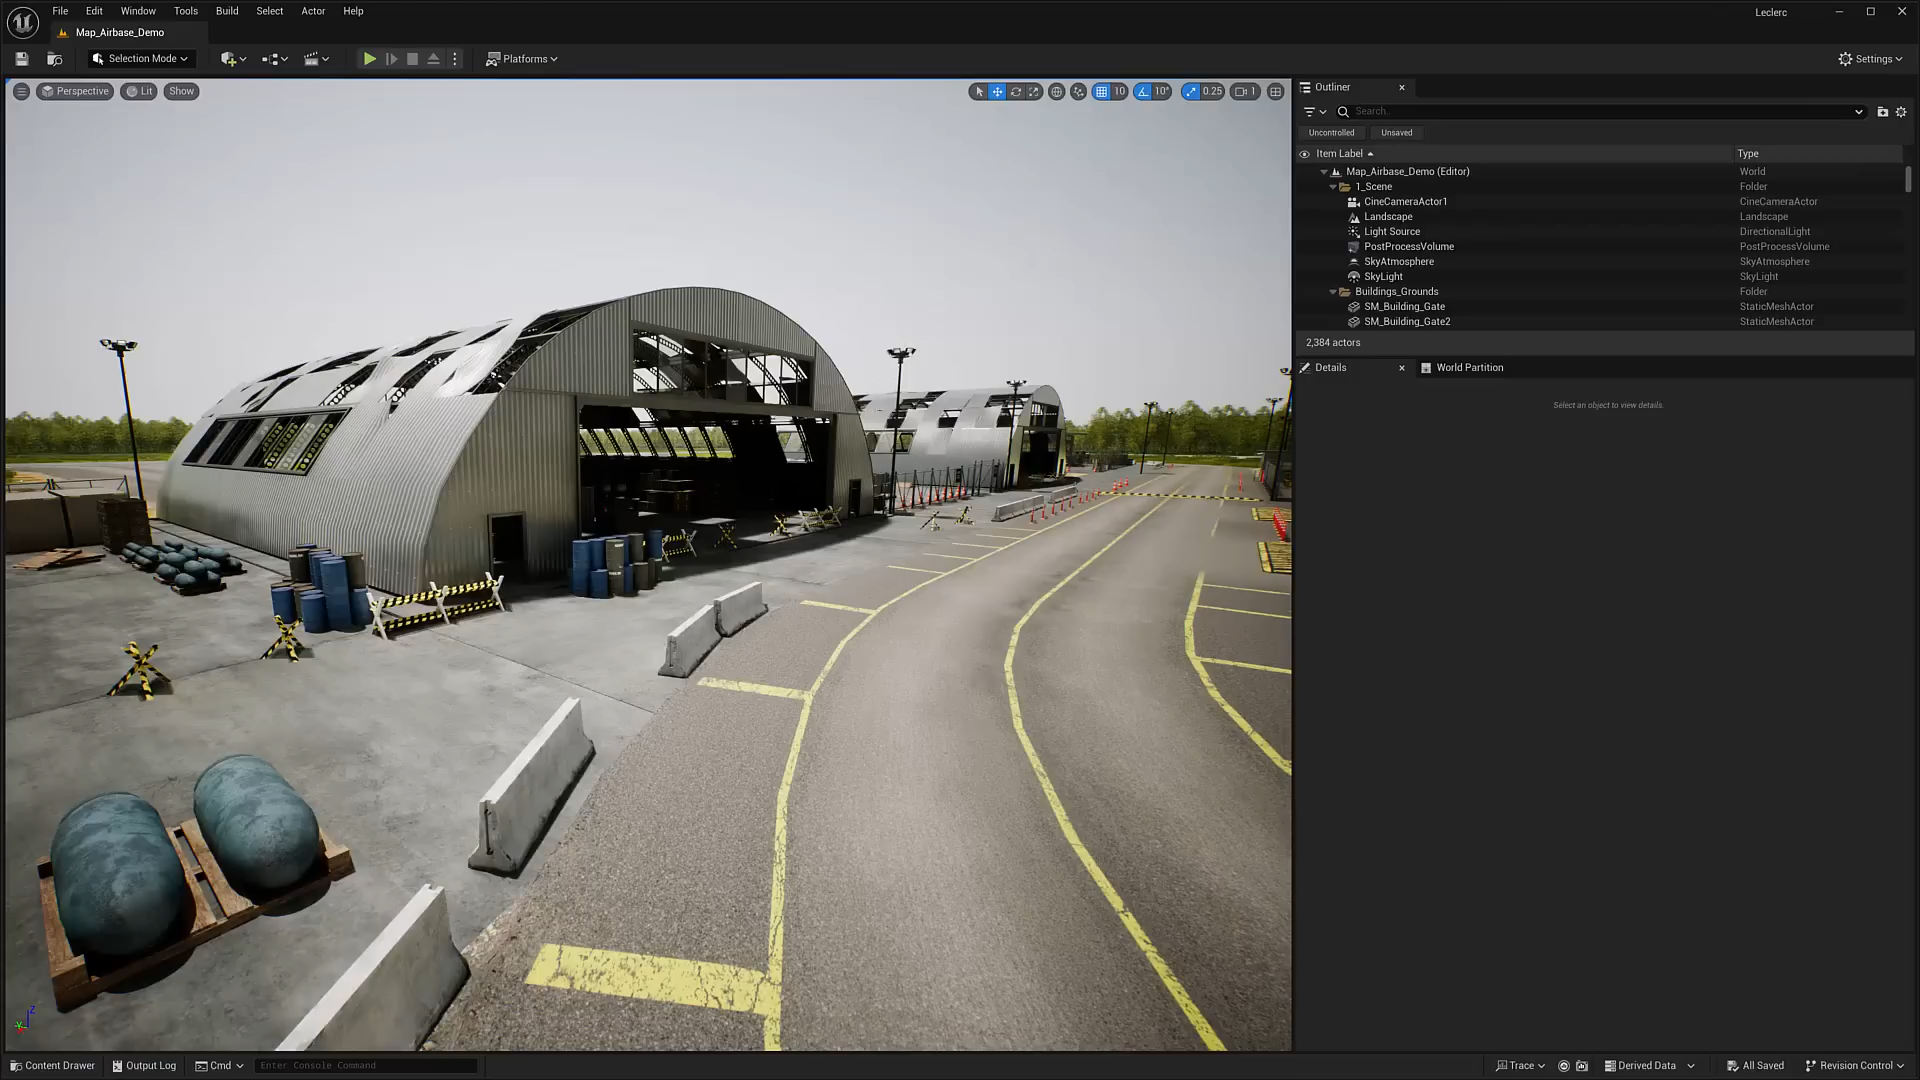 File Edit Window Tools Build Select Actor Help
Leclerc
Map_Airbase_Demo
Selection Mode
Platforms
Settings
Perspective Lit Show
10 10° 0.25 1
Outliner
Search...
Uncontrolled Unsaved
Item Label Type
Map_Airbase_Demo (Editor) World
1_Scene Folder
CineCameraActor1 CineCameraActor
Landscape Landscape
Light Source DirectionalLight
PostProcessVolume PostProcessVolume
SkyAtmosphere SkyAtmosphere
SkyLight SkyLight
Buildings_Grounds Folder
SM_Building_Gate StaticMeshActor
SM_Building_Gate2 StaticMeshActor
2,384 actors
Details World Partition
Select an object to view details.
Z
Y
Content Drawer Output Log Cmd Enter Console Command
Trace Derived Data All Saved Revision Control